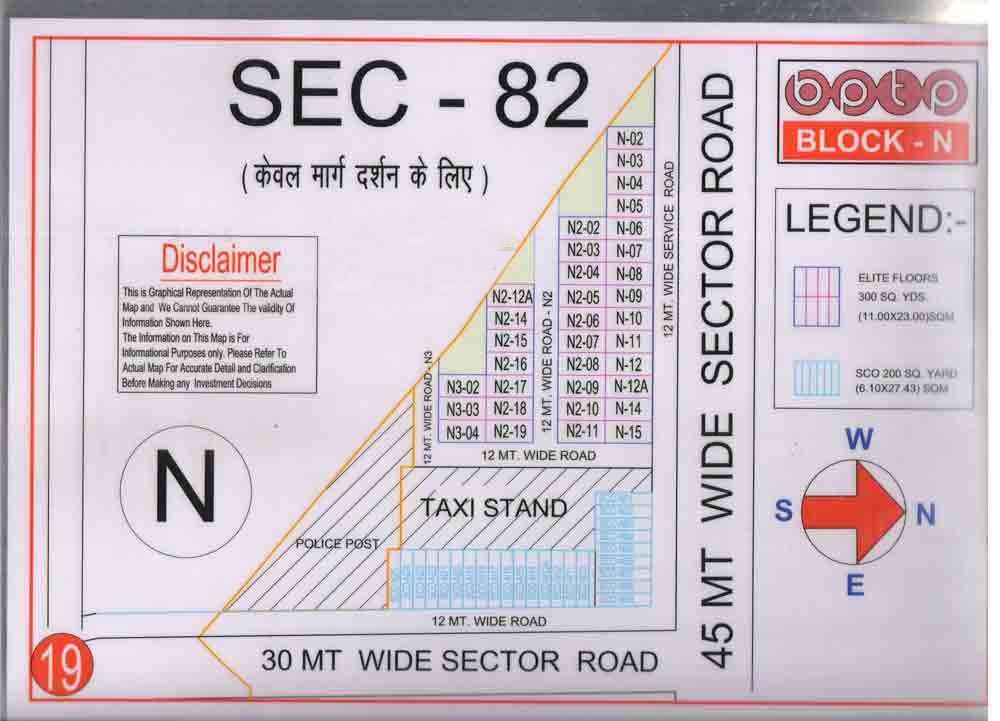 SEC - 82
(केवल मार्ग दर्शन के लिए)
Disclaimer
This is Graphical Representation Of The Actual
Map and We Cannot Guarantee The validity Of
Information Shown Here.
The Information on This Map is For
Informational Purposes only. Please Refer To
Actual Map For Accurate Detail and Clarification
Before Making any Investment Decisions
N
N-02
N-03
N-04
N-05
N2-02 N-06
N2-03 N-07
N2-04 N-08
N2-12A N2-05 N-09
N2-14 N2-06 N-10
N2-15 N2-07 N-11
N2-16 N2-08 N-12
N3-02 N2-17 N2-09 N-12A
N3-03 N2-18 N2-10 N-14
N3-04 N2-19 N2-11 N-15
12 MT. WIDE ROAD - N3
12 MT. WIDE ROAD - N2
12 MT. WIDE SERVICE ROAD
45 MT WIDE SECTOR ROAD
12 MT. WIDE ROAD
TAXI STAND
POLICE POST
12 MT. WIDE ROAD
30 MT WIDE SECTOR ROAD
19
bptp
BLOCK - N
LEGEND:-
ELITE FLOORS
300 SQ. YDS.
(11.00X23.00)SQM
SCO 200 SQ. YARD
(6.10X27.43) SQM
W
S N
E